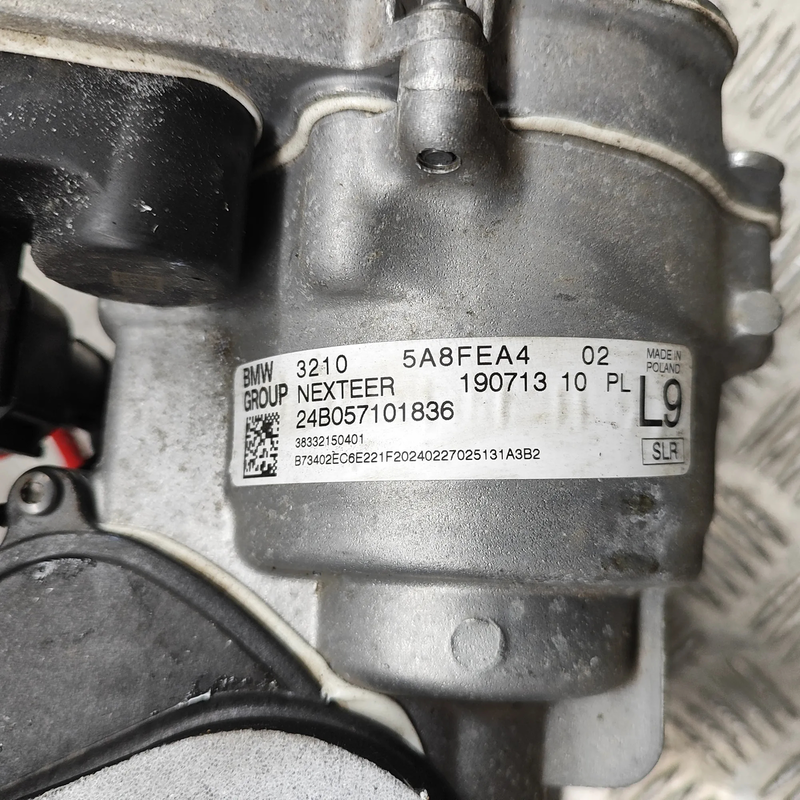 BMW GROUP
3210 5A8FEA4 02
MADE IN POLAND
NEXTEER 190713 10 PL
L9
24B057101836
38332150401
SLR
B73402EC6E221F20240227025131A3B2